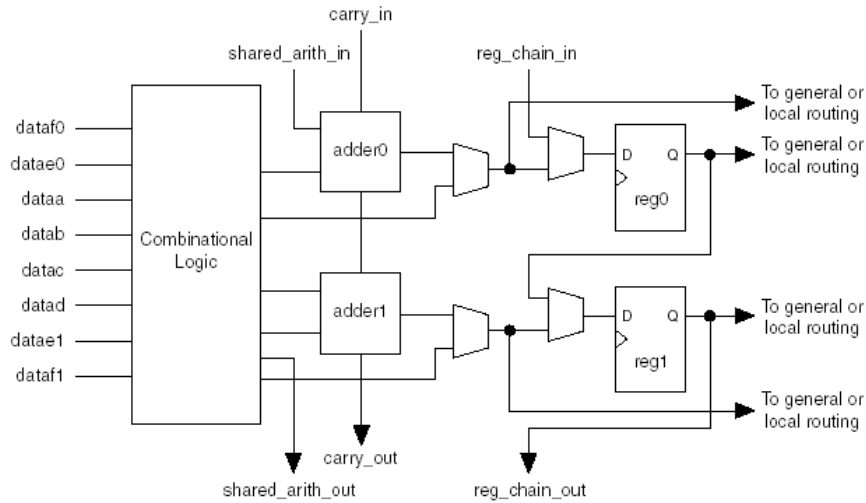 carry_in
shared_arith_in
reg_chain_in
To general or
local routing
dataf0
datae0
dataa
datab
datac
datad
datae1
dataf1
Combinational
Logic
adder0
D Q
reg0
To general or
local routing
adder1
D Q
reg1
To general or
local routing
To general or
local routing
carry_out
shared_arith_out
reg_chain_out